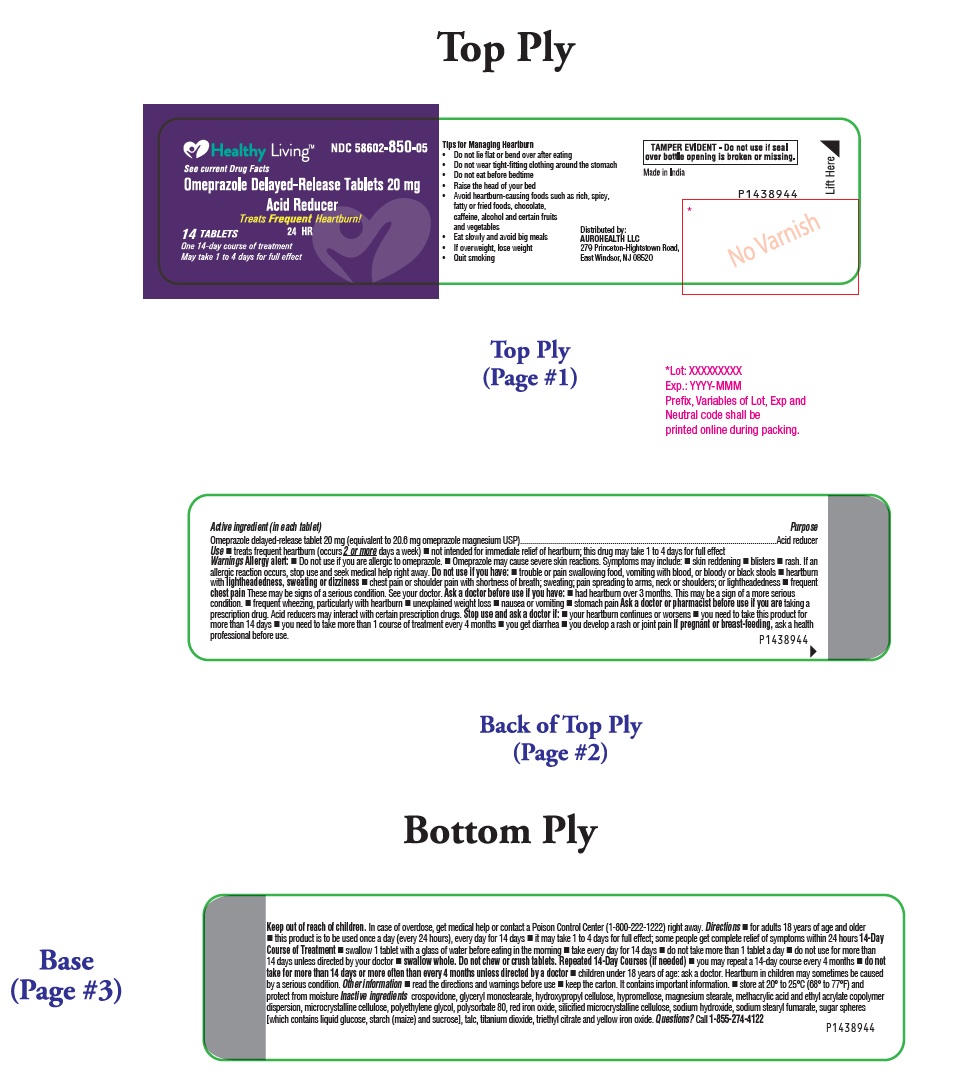 Top Ply
Healthy Living™ NDC 58602-850-05
See current Drug Facts
Omeprazole Delayed-Release Tablets 20 mg
Acid Reducer
Treats Frequent Heartburn!
14 TABLETS 24 HR
One 14-day course of treatment
May take 1 to 4 days for full effect
Tips for Managing Heartburn
• Do not lie flat or bend over after eating
• Do not wear tight-fitting clothing around the stomach
• Do not eat before bedtime
• Raise the head of your bed
• Avoid heartburn-causing foods such as rich, spicy,
fatty or fried foods, chocolate,
caffeine, alcohol and certain fruits
and vegetables
• Eat slowly and avoid big meals
• If overweight, lose weight
• Quit smoking
Distributed by:
AUROHEALTH LLC
279 Princeton-Hightstown Road,
East Windsor, NJ 08520
TAMPER EVIDENT - Do not use if seal
over bottle opening is broken or missing.
Made in India
P1438944
Lift Here
*
No Varnish
Top Ply
(Page #1)
*Lot: XXXXXXXXX
Exp.: YYYY-MMM
Prefix, Variables of Lot, Exp and
Neutral code shall be
printed online during packing.
Active ingredient (in each tablet) Purpose
Omeprazole delayed-release tablet 20 mg (equivalent to 20.6 mg omeprazole magnesium USP)...Acid reducer
Use ■ treats frequent heartburn (occurs 2 or more days a week) ■ not intended for immediate relief of heartburn; this drug may take 1 to 4 days for full effect
Warnings Allergy alert: ■ Do not use if you are allergic to omeprazole. ■ Omeprazole may cause severe skin reactions. Symptoms may include: ■ skin reddening ■ blisters ■ rash. If an
allergic reaction occurs, stop use and seek medical help right away. Do not use if you have: ■ trouble or pain swallowing food, vomiting with blood, or bloody or black stools ■ heartburn
with lightheadedness, sweating or dizziness ■ chest pain or shoulder pain with shortness of breath; sweating; pain spreading to arms, neck or shoulders; or lightheadedness ■ frequent
chest pain These may be signs of a serious condition. See your doctor. Ask a doctor before use if you have: ■ had heartburn over 3 months. This may be a sign of a more serious
condition. ■ frequent wheezing, particularly with heartburn ■ unexplained weight loss ■ nausea or vomiting ■ stomach pain Ask a doctor or pharmacist before use if you are taking a
prescription drug. Acid reducers may interact with certain prescription drugs. Stop use and ask a doctor if: ■ your heartburn continues or worsens ■ you need to take this product for
more than 14 days ■ you need to take more than 1 course of treatment every 4 months ■ you get diarrhea ■ you develop a rash or joint pain If pregnant or breast-feeding, ask a health
professional before use.
P1438944
Back of Top Ply
(Page #2)
Bottom Ply
Base
(Page #3)
Keep out of reach of children. In case of overdose, get medical help or contact a Poison Control Center (1-800-222-1222) right away. Directions ■ for adults 18 years of age and older
■ this product is to be used once a day (every 24 hours), every day for 14 days ■ it may take 1 to 4 days for full effect; some people get complete relief of symptoms within 24 hours 14-Day
Course of Treatment ■ swallow 1 tablet with a glass of water before eating in the morning ■ take every day for 14 days ■ do not take more than 1 tablet a day ■ do not use for more than
14 days unless directed by your doctor ■ swallow whole. Do not chew or crush tablets. Repeated 14-Day Courses (if needed) ■ you may repeat a 14-day course every 4 months ■ do not
take for more than 14 days or more often than every 4 months unless directed by a doctor ■ children under 18 years of age: ask a doctor. Heartburn in children may sometimes be caused
by a serious condition. Other information ■ read the directions and warnings before use ■ keep the carton. It contains important information. ■ store at 20° to 25°C (68° to 77°F) and
protect from moisture Inactive ingredients crospovidone, glyceryl monostearate, hydroxypropyl cellulose, hypromellose, magnesium stearate, methacrylic acid and ethyl acrylate copolymer
dispersion, microcrystalline cellulose, polyethylene glycol, polysorbate 80, red iron oxide, silicified microcrystalline cellulose, sodium hydroxide, sodium stearyl fumarate, sugar spheres
[which contains liquid glucose, starch (maize) and sucrose], talc, titanium dioxide, triethyl citrate and yellow iron oxide. Questions? Call 1-855-274-4122
P1438944